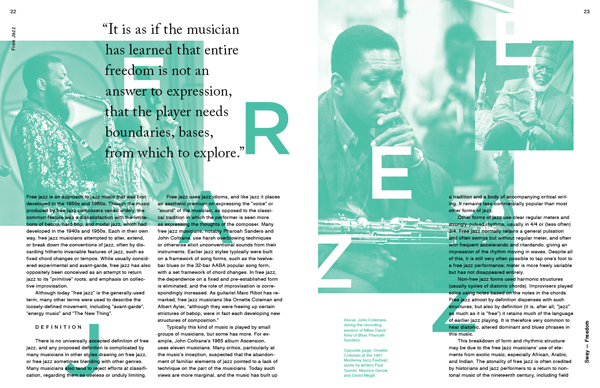 22
Free Jazz
23
"It is as if the musician
has learned that entire
freedom is not an
answer to expression,
that the player needs
boundaries, bases,
from which to explore."
F
R
E
E
J
A
Z
Z
Free jazz is an approach to jazz music that was first
developed in the 1950s and 1960s. Though the music
produced by free jazz composers varied widely, the
common feature was a dissatisfaction with the limita-
tions of bebop, hard bop, and modal jazz, which had
developed in the 1940s and 1950s. Each in their own
way, free jazz musicians attempted to alter, extend,
or break down the conventions of jazz, often by dis-
carding hitherto invariable features of jazz, such as
fixed chord changes or tempos. While usually consid-
ered experimental and avant-garde, free jazz has also
oppositely been conceived as an attempt to return
jazz to its "primitive" roots, and emphasis on collec-
tive improvisation.
Although today "free jazz" is the generally-used
term, many other terms were used to describe the
loosely-defined movement, including "avant-garde",
"energy music" and "The New Thing".
DEFINITION
There is no universally accepted definition of free
jazz, and any proposed definition is complicated by
many musicians in other styles drawing on free jazz,
or free jazz sometimes blending with other genres.
Many musicians also tend to reject efforts at classifi-
cation, regarding them as useless or unduly limiting.
Free jazz uses jazz idioms, and like jazz it places
an aesthetic premium on expressing the "voice" or
"sound" of the musician, as opposed to the classi-
cal tradition in which the performer is seen more
as expressing the thoughts of the composer. Many
free jazz musicians, notably Pharoah Sanders and
John Coltrane, use harsh overblowing techniques
or otherwise elicit unconventional sounds from their
instruments. Earlier jazz styles typically were built
on a framework of song forms, such as the twelve-
bar blues or the 32-bar AABA popular song form,
with a set framework of chord changes. In free jazz,
the dependence on a fixed and pre-established form
is eliminated, and the role of improvisation is corre-
spondingly increased. As guitarist Marc Ribot has re-
marked, free jazz musicians like Ornette Coleman and
Albert Ayler, "although they were freeing up certain
strictures of bebop, were in fact each developing new
structures of composition."
Typically this kind of music is played by small
groups of musicians, but some has more. For ex-
ample, John Coltrane's 1965 album Ascension,
uses eleven musicians. Many critics, particularly at
the music's inception, suspected that the abandon-
ment of familiar elements of jazz pointed to a lack of
technique on the part of the musicians. Today such
views are more marginal, and the music has built up
Above: John Coltrane
during the recording
session of Miles Davis'
Kind of Blue; Pharoah
Sanders.
Opposite page: Ornette
Coleman at the 19
Monterey Jazz Festival;
quote by
a tradition and a body of accompanying critical writ-
ing. It remains less commercially popular than most
other forms of jazz.
Other forms of jazz use clear regular meters and
strongly-pulsed rhythms, usually in 4/4 or (less often)
3/4. Free jazz normally retains a general pulsation
and often swings but without regular meter, and
frequent accelerando and ritardando, giving an
impression of the rhythm moving in waves. Despite all
of this, it is still very often possible to tap one's foot to
a free jazz performance; meter is more freely variable
but has not disappeared entirely.
Non-free jazz forms used harmonic structures
(usually cycles of diatonic chords). Improvisers played
solos using notes based on the notes in the chords.
Free jazz almost by definition dispenses with such
structures, but also by definition (it is, after all, "jazz"
as much as it is "free") it retains much of the language
of earlier jazz playing. It is therefore very common to
hear diatonic, altered dominant and blues phrases in
this music.
This breakdown of form and rhythmic structure
may be due to the free jazz musicians' use of ele-
ments from exotic music, especially African, Arabic,
and Indian. The atonality of free jazz is often credited
by historians and jazz performers to a return to non-
tonal music of the nineteenth century, including field
Sway — Freedom